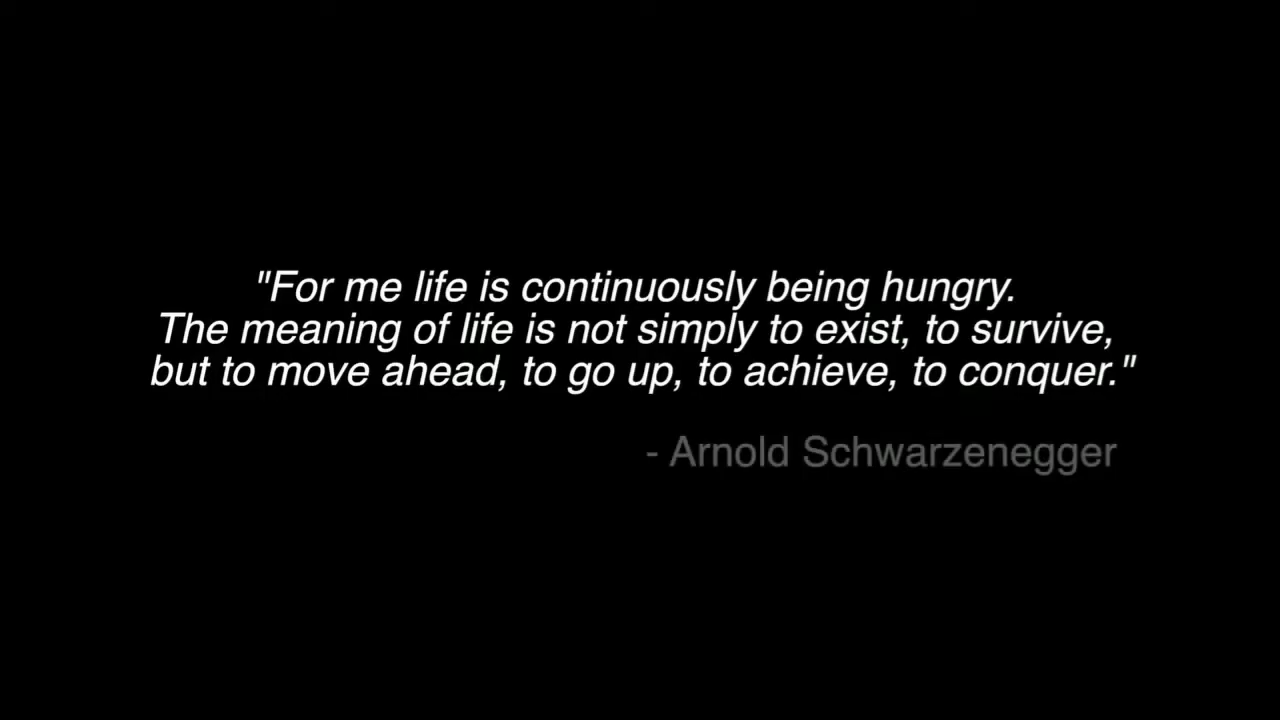 "For me life is continuously being hungry.
The meaning of life is not simply to exist, to survive,
but to move ahead, to go up, to achieve, to conquer."
- Arnold Schwarzenegger